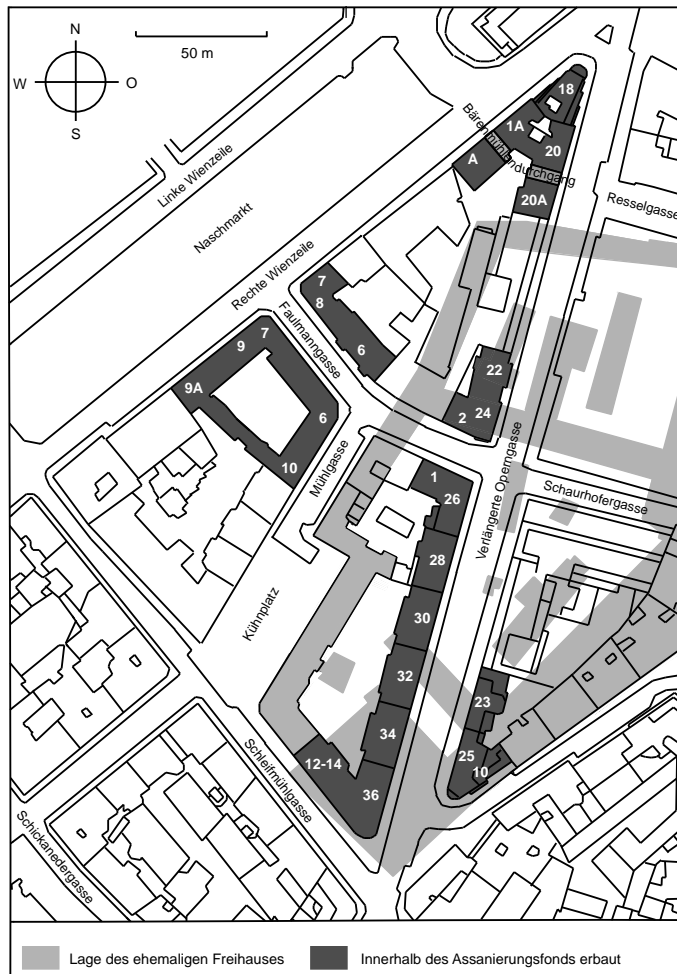 N
W O
S
50 m
18
1A
20
Bärenmühlendurchgang
A
20A
Linke Wienzeile
Naschmarkt
Resselgasse
Rechte Wienzeile
7
8
6
Faulmanngasse
7
9
9A
6
10
22
2 24
Mühlgasse
1
26
Schaurhofergasse
Verlängerte Operngasse
28
30
Kühnplatz
32
23
34
25
10
12-14
36
Schleifmühlgasse
Schickanedergasse
Lage des ehemaligen Freihauses
Innerhalb des Assanierungsfonds erbaut